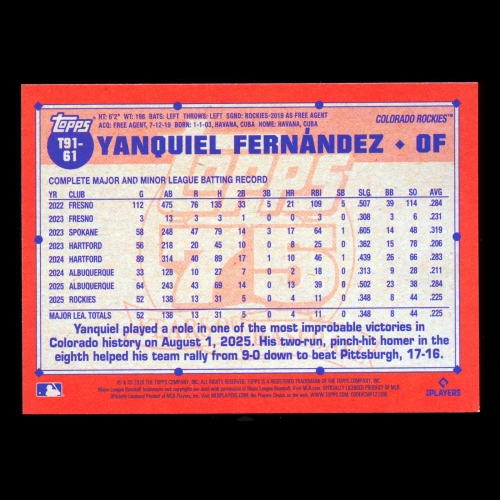 Topps
T91-
61
HT: 6'2" WT: 198 BATS: LEFT THROWS: LEFT SGND: ROCKIES-2019 AS FREE AGENT
ACQ: FREE AGENT, 7-12-19 BORN: 1-1-03, HAVANA, CUBA HOME: HAVANA, CUBA
COLORADO ROCKIES™
YANQUIEL FERNÁNDEZ • OF
COMPLETE MAJOR AND MINOR LEAGUE BATTING RECORD
YR CLUB G AB R H 2B 3B HR RBI SB SLG BB SO AVG
2022 FRESNO 112 475 76 135 33 5 21 109 5 .507 39 114 .284
2023 FRESNO 3 13 3 3 1 0 0 3 0 .308 3 6 .231
2023 SPOKANE 58 248 47 79 14 3 17 64 1 .605 14 48 .319
2023 HARTFORD 56 218 20 45 10 0 8 25 0 .362 15 78 .206
2024 HARTFORD 89 314 40 89 28 1 10 46 1 .439 26 66 .283
2024 ALBUQUERQUE 33 128 10 27 7 0 2 18 2 .313 9 28 .211
2025 ALBUQUERQUE 64 243 43 69 14 0 13 39 2 .502 23 38 .284
2025 ROCKIES 52 138 13 31 5 0 4 11 0 .348 8 44 .225
MAJOR LEA. TOTALS 52 138 13 31 5 0 4 11 0 .348 8 44 .225
Yanquiel played a role in one of the most improbable victories in
Colorado history on August 1, 2025. His two-run, pinch-hit homer in the
eighth helped his team rally from 9-0 down to beat Pittsburgh, 17-16.
PLAYERS